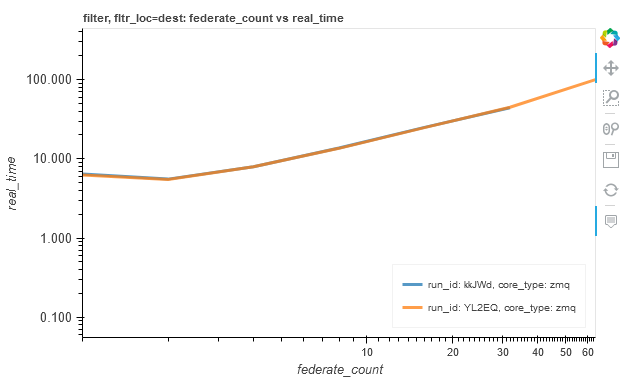 filter, fltr_loc=dest: federate_count vs real_time
100.000
10.000
1.000
0.100
real_time
run_id: kkJWd, core_type: zmq
run_id: YL2EQ, core_type: zmq
10
20
30
40
50
60
federate_count